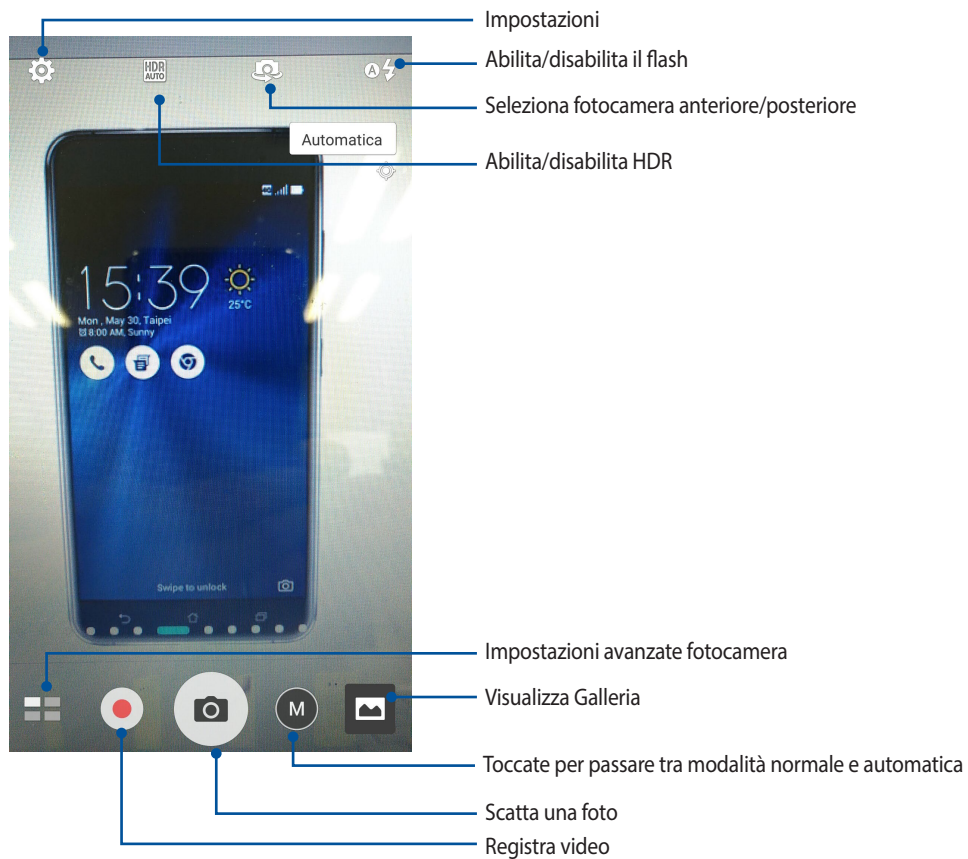 Impostazioni
Abilita/disabilita il flash
HDR
AUTO
A
Seleziona fotocamera anteriore/posteriore
Automatica
Abilita/disabilita HDR
15:39
25°C
Mon , May 30, Taipei
8:00 AM, Sunny
Swipe to unlock
Impostazioni avanzate fotocamera
Visualizza Galleria
M
Toccate per passare tra modalità normale e automatica
Scatta una foto
Registra video